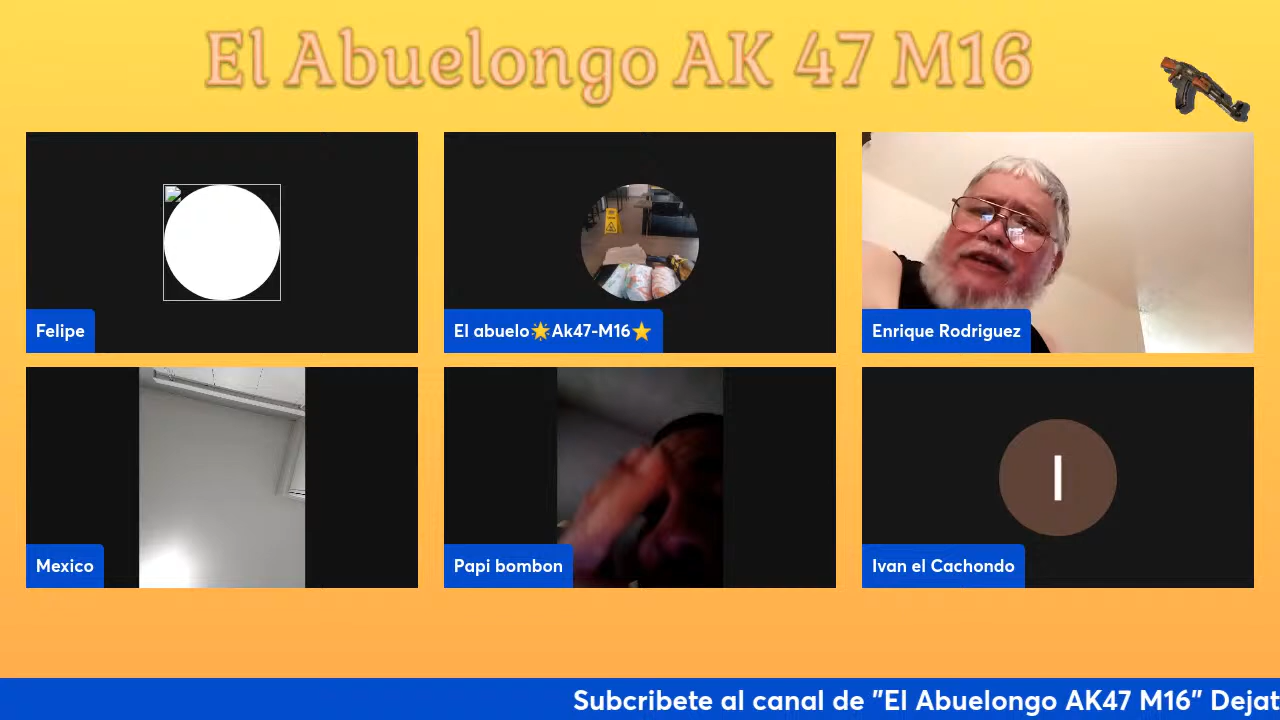 El Abuelongo AK 47 M16
Felipe
El abuelo🌟Ak47-M16⭐
Enrique Rodriguez
Mexico
Papi bombon
I
Ivan el Cachondo
Subcribete al canal de "El Abuelongo AK47 M16" Dejat